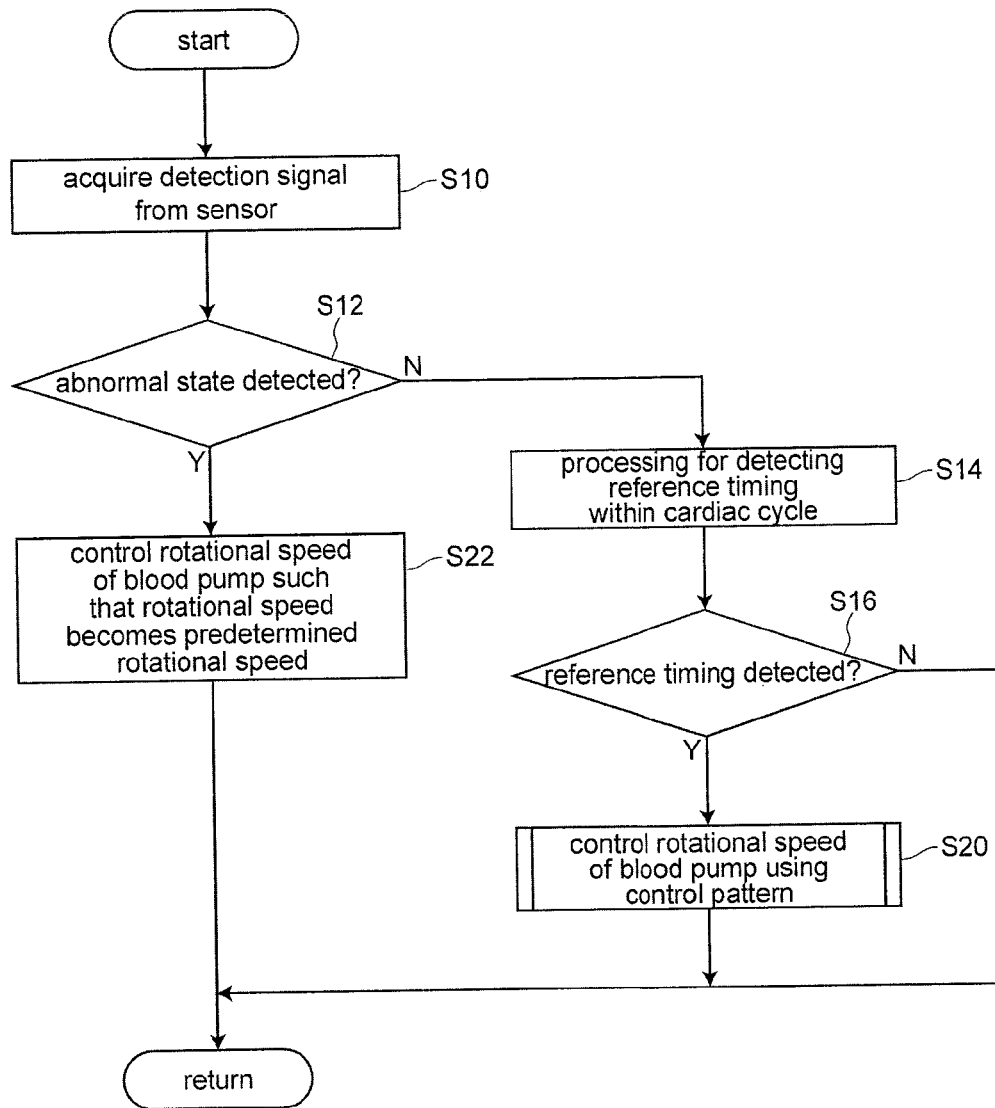 start
acquire detection signal
from sensor
S10
S12
abnormal state detected?
N
Y
processing for detecting
reference timing
within cardiac cycle
S14
control rotational speed
of blood pump such
that rotational speed
becomes predetermined
rotational speed
S22
S16
reference timing detected?
N
Y
control rotational speed
of blood pump using
control pattern
S20
return